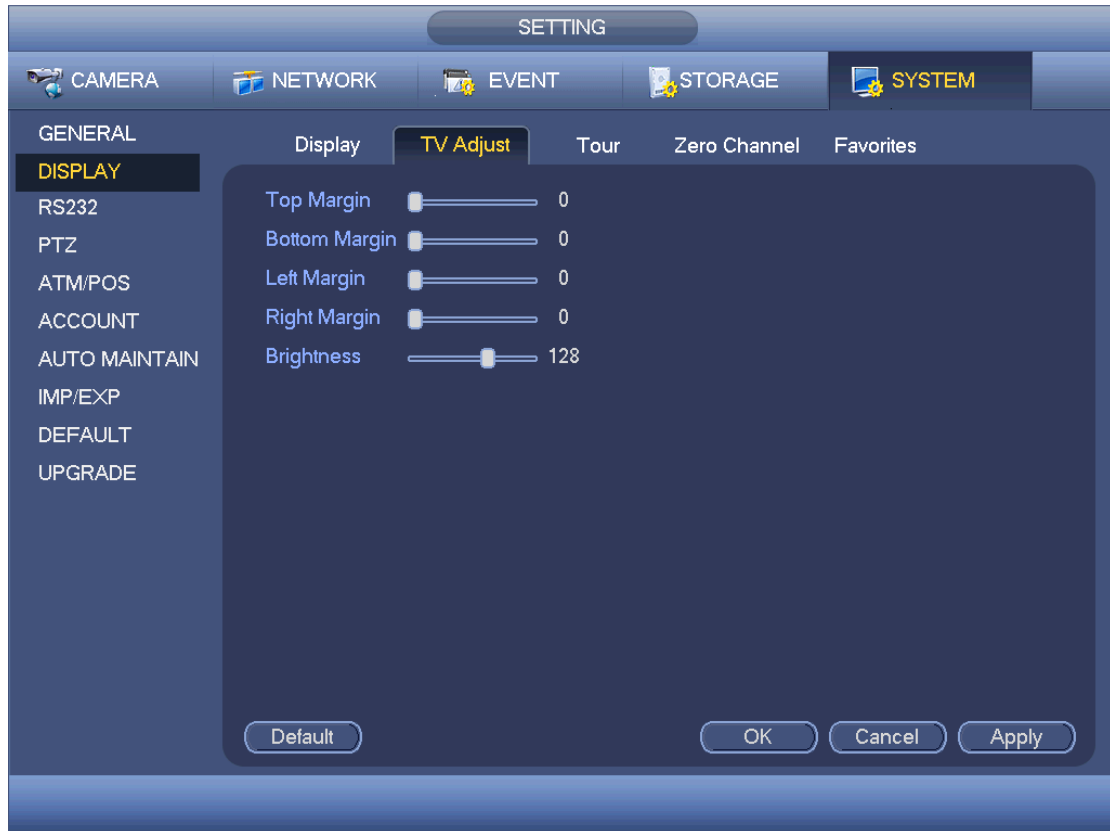 SETTING
CAMERA NETWORK EVENT STORAGE SYSTEM
GENERAL
DISPLAY
RS232
PTZ
ATM/POS
ACCOUNT
AUTO MAINTAIN
IMP/EXP
DEFAULT
UPGRADE
Display TV Adjust Tour Zero Channel Favorites
Top Margin 0
Bottom Margin 0
Left Margin 0
Right Margin 0
Brightness 128
Default OK Cancel Apply